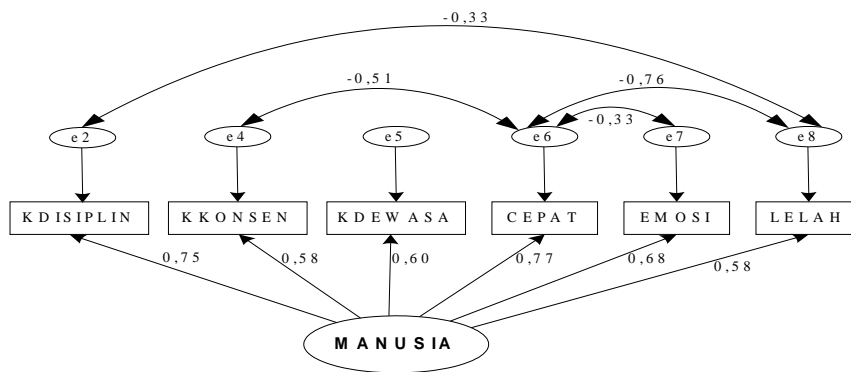 -0,33
-0,51
-0,76
-0,33
e2 e4 e5 e6 e7 e8
KDISIPLIN KKONSEN KDEWASA CEPAT EMOSI LELAH
0,75 0,58 0,60 0,77 0,68 0,58
MANUSIA